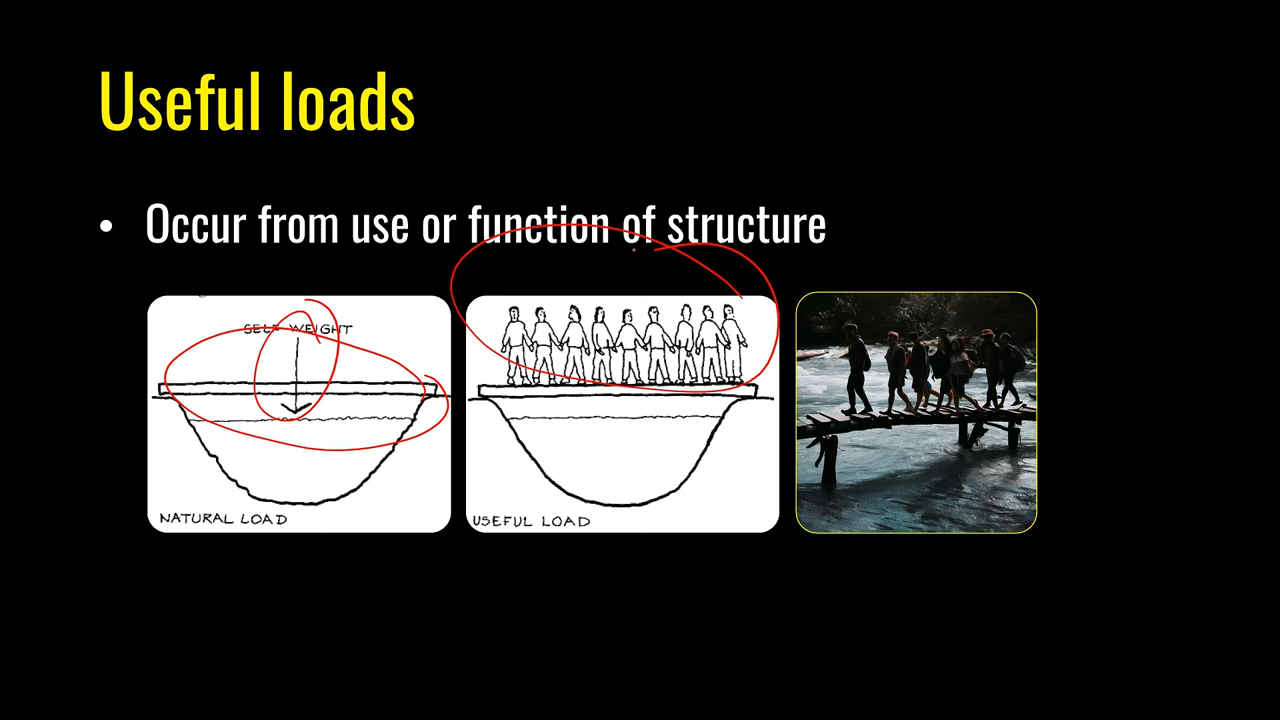 Useful loads
• Occur from use or function of structure
SELF WEIGHT
NATURAL LOAD
USEFUL LOAD